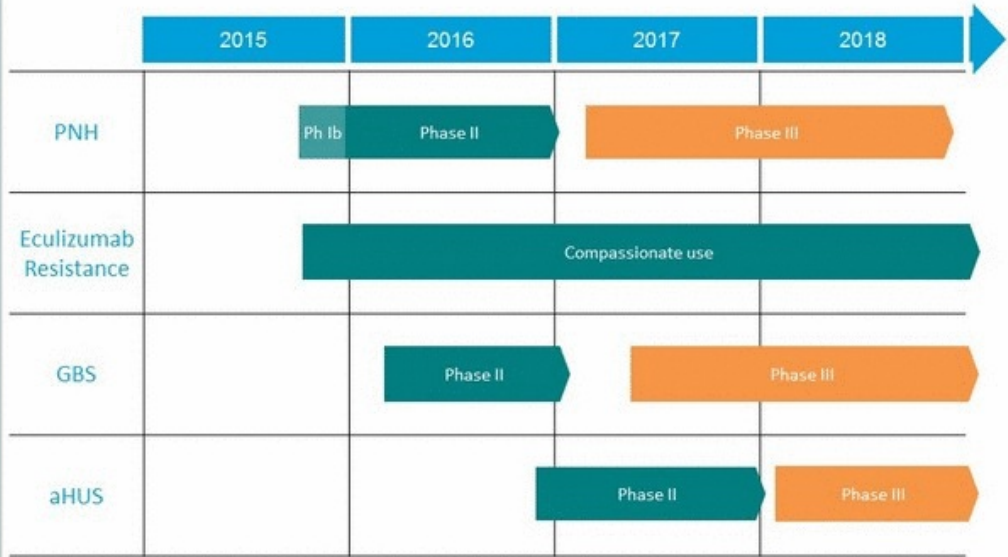 2015 2016 2017 2018
PNH Ph Ib Phase II Phase III
Eculizumab
Resistance
Compassionate use
GBS Phase II Phase III
aHUS Phase II Phase III